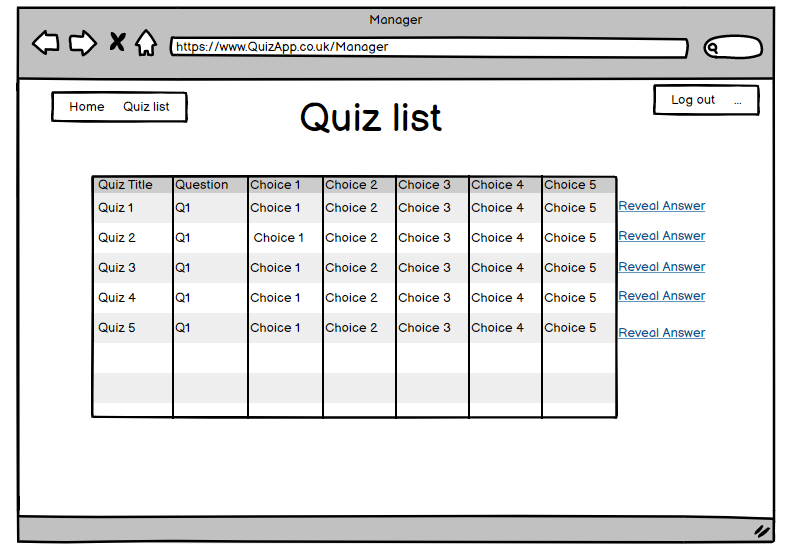 Manager
https://www.QuizApp.co.uk/Manager
Home Quiz list
Log out ...
Quiz list
Quiz Title Question Choice 1 Choice 2 Choice 3 Choice 4 Choice 5
Quiz 1 Q1 Choice 1 Choice 2 Choice 3 Choice 4 Choice 5 Reveal Answer
Quiz 2 Q1 Choice 1 Choice 2 Choice 3 Choice 4 Choice 5 Reveal Answer
Quiz 3 Q1 Choice 1 Choice 2 Choice 3 Choice 4 Choice 5 Reveal Answer
Quiz 4 Q1 Choice 1 Choice 2 Choice 3 Choice 4 Choice 5 Reveal Answer
Quiz 5 Q1 Choice 1 Choice 2 Choice 3 Choice 4 Choice 5 Reveal Answer